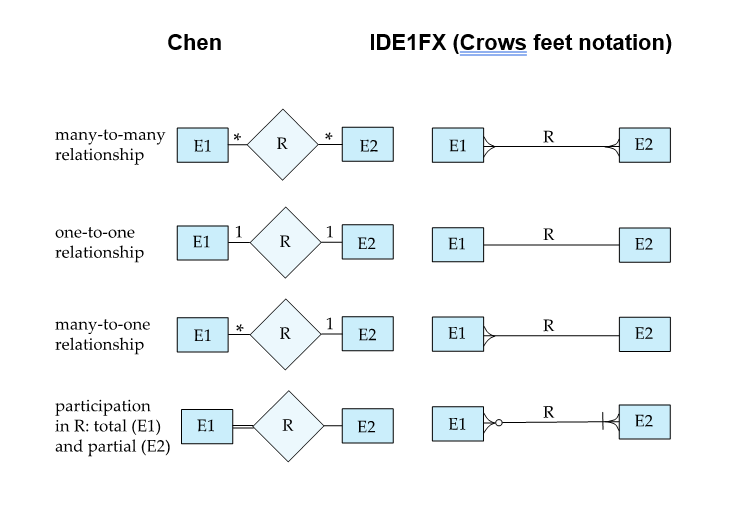 Chen
IDE1FX (Crows feet notation)
many-to-many
relationship
E1 * R * E2
E1 R E2
one-to-one
relationship
E1 1 R 1 E2
E1 R E2
many-to-one
relationship
E1 * R 1 E2
E1 R E2
participation
in R: total (E1)
and partial (E2)
E1 R E2
E1 R E2